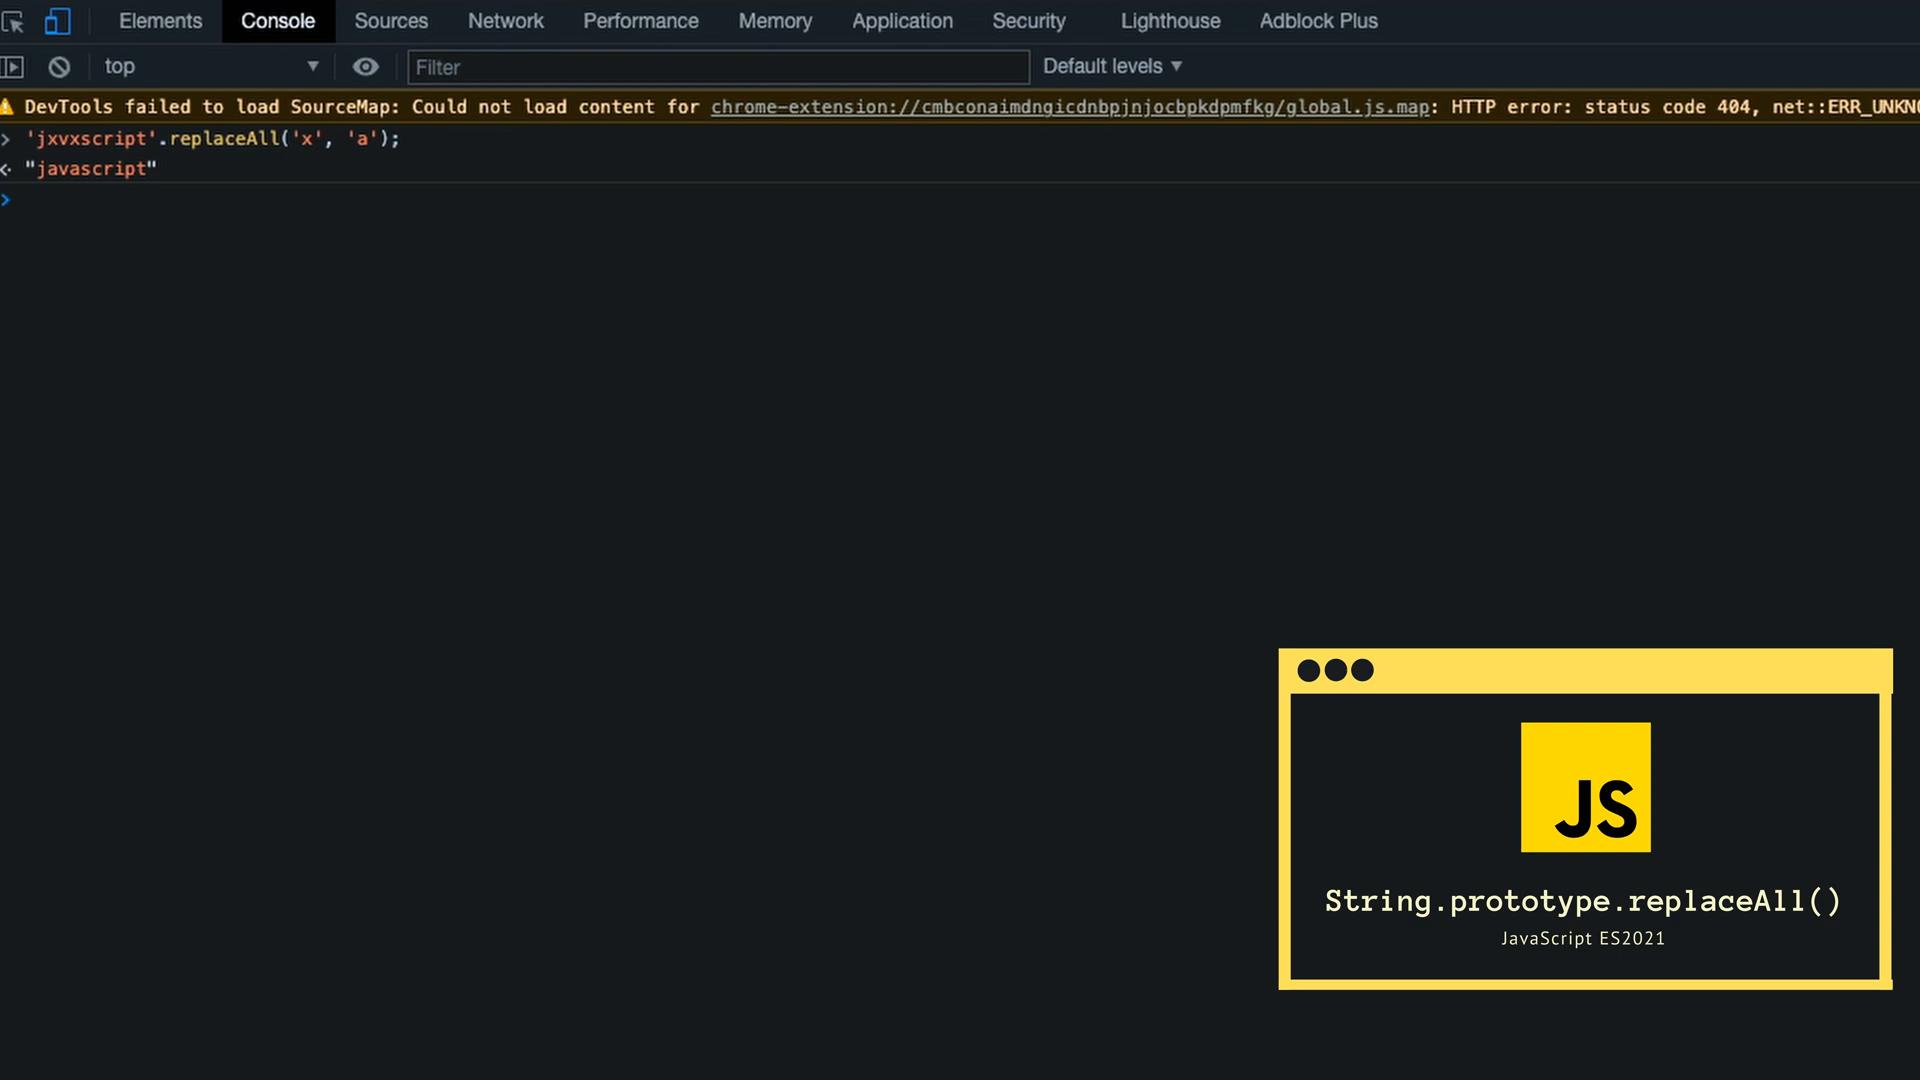 Elements Console Sources Network Performance Memory Application Security Lighthouse Adblock Plus
top Filter Default levels
DevTools failed to load SourceMap: Could not load content for chrome-extension://cmbconaimdngicdnbpjnjocbpkdpmfkg/global.js.map: HTTP error: status code 404, net::ERR_UNKNO
> 'jxvxscript'.replaceAll('x', 'a');
"javascript"
>
JS
String.prototype.replaceAll()
JavaScript ES2021